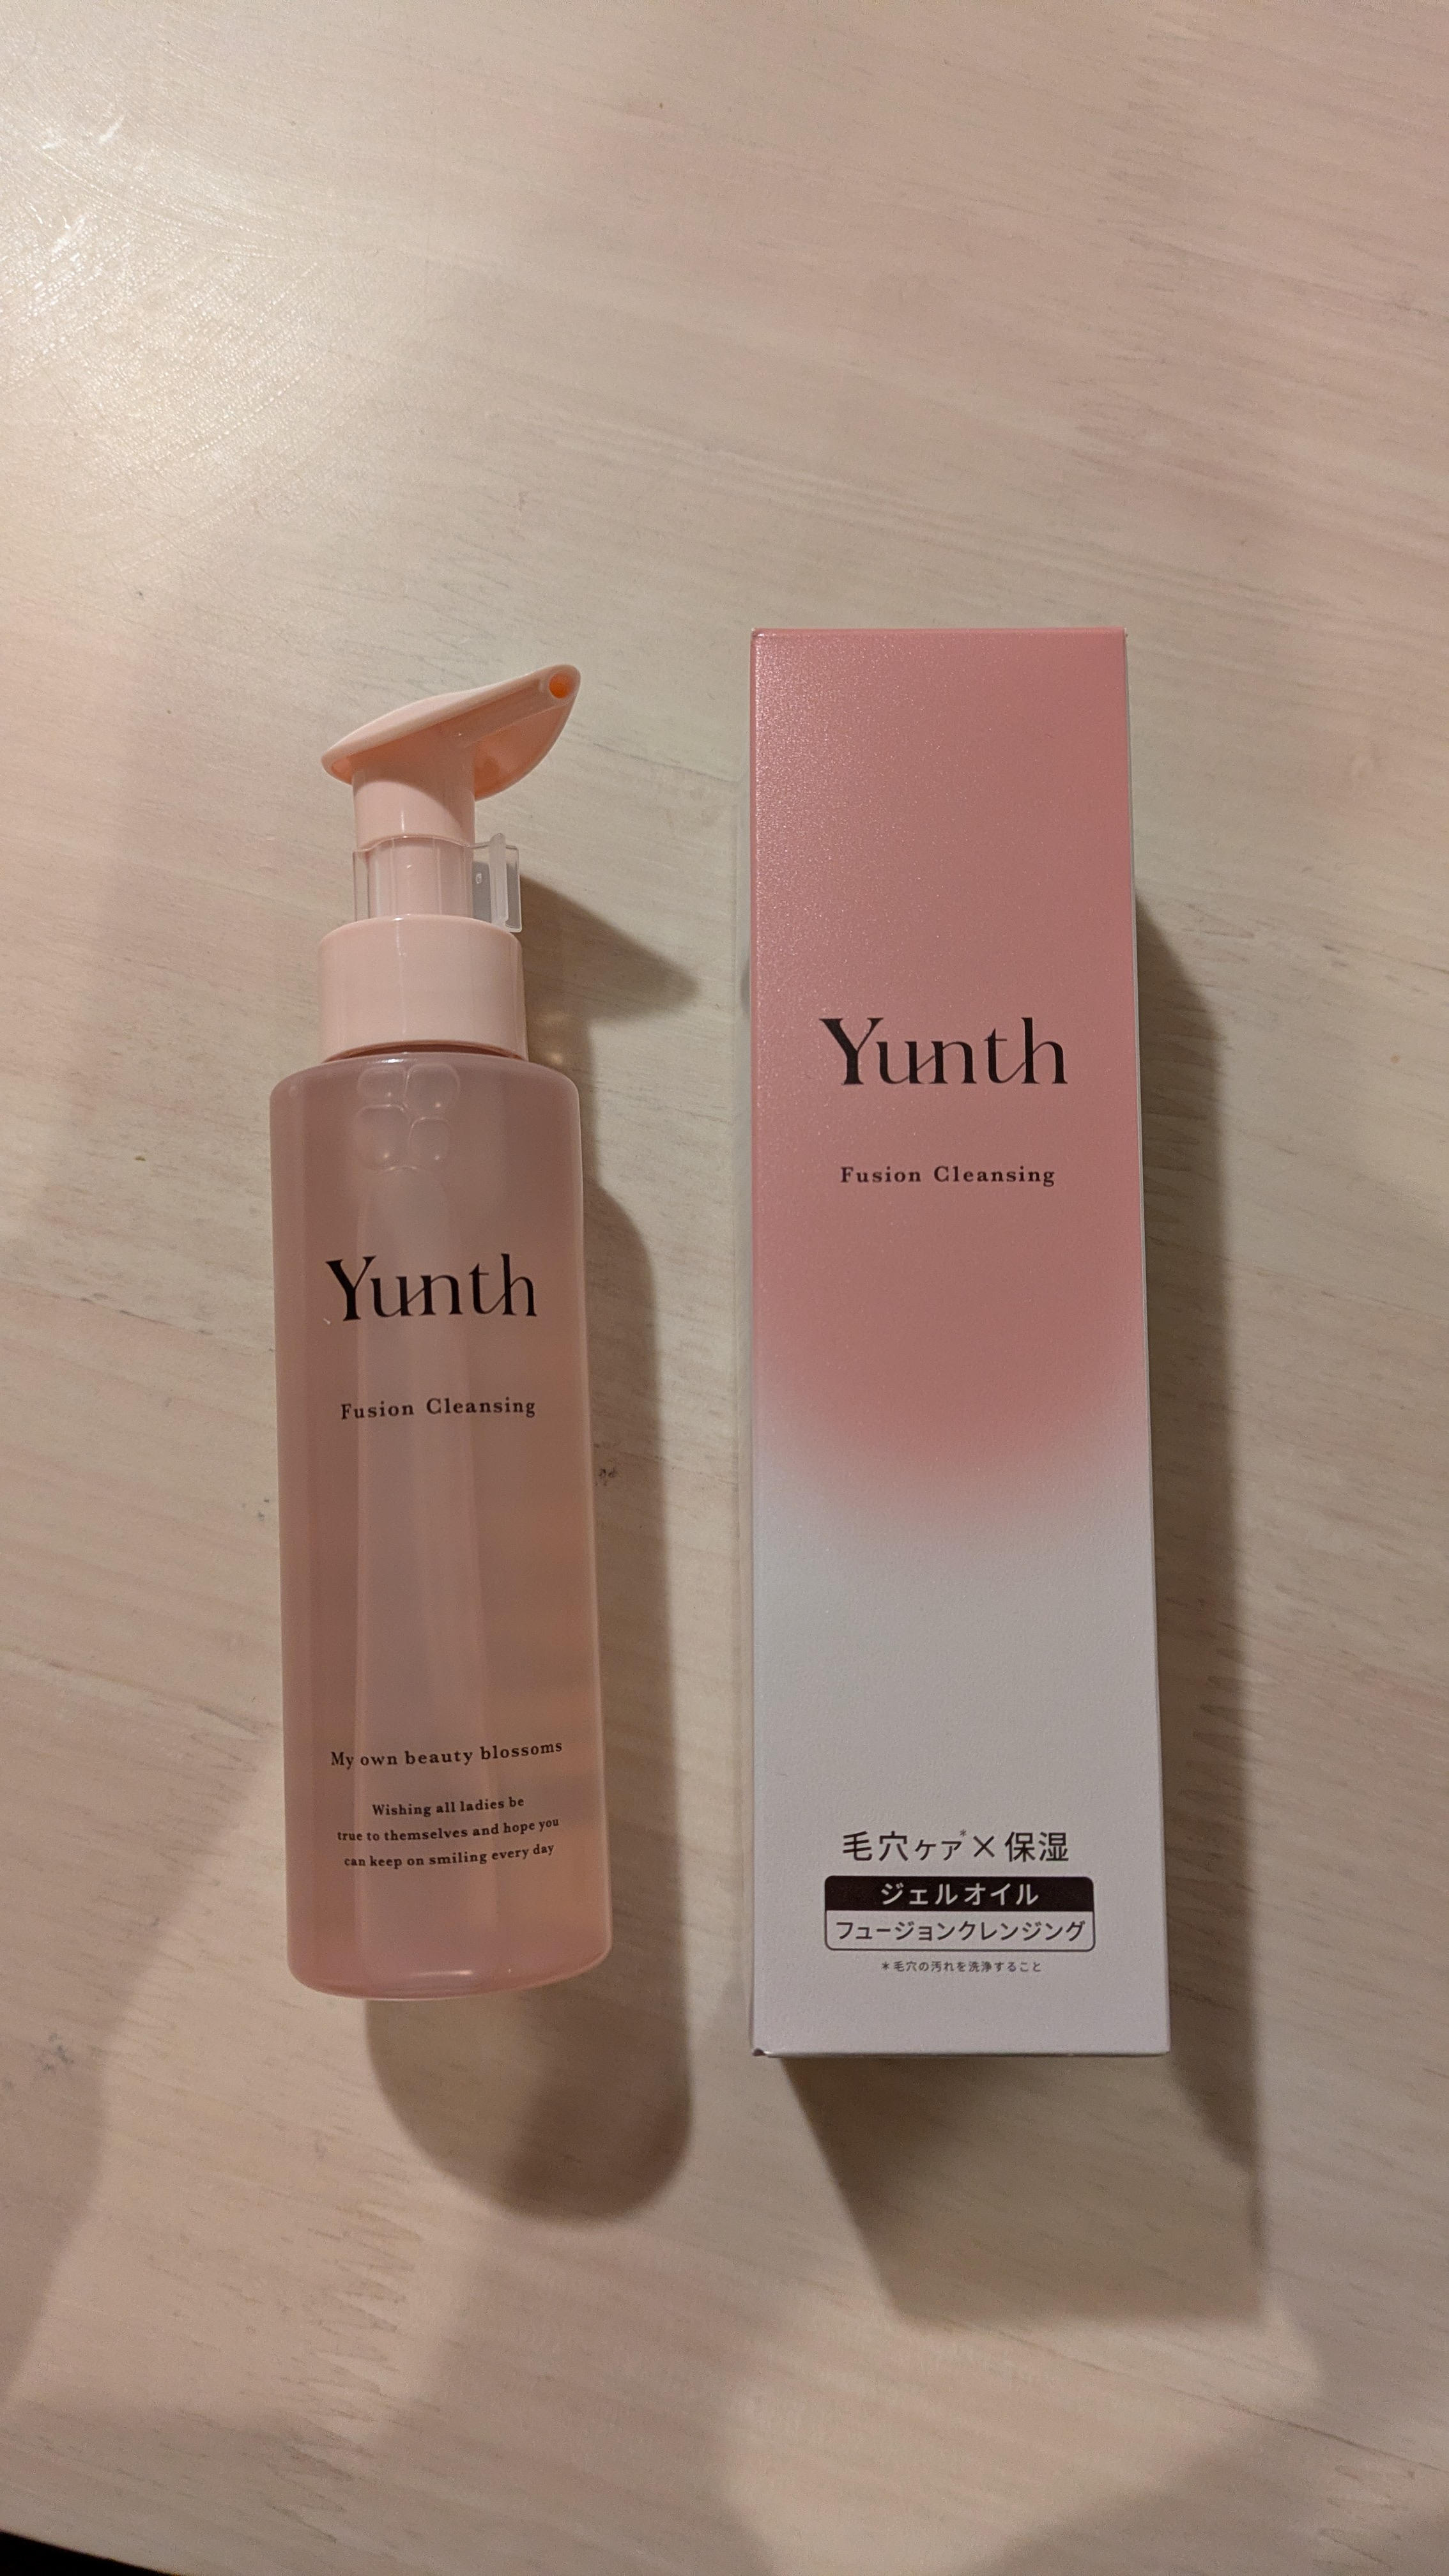 Yunth
Fusion Cleansing
My own beauty blossoms
Wishing all ladies be
true to themselves and hope you
can keep on smiling every day
Yunth
Fusion Cleansing
毛穴ケア*×保湿
ジェルオイル
フュージョンクレンジング
*毛穴の汚れを洗浄すること